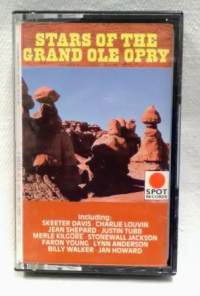 STARS OF THE
GRAND OLE OPRY
SPOT
RECORDS
Including:
SKEETER DAVIS · CHARLIE LOUVIN
JEAN SHEPARD · JUSTIN TUBB
MERLE KILGORE · STONEWALL JACKSON
FARON YOUNG · LYNN ANDERSON
BILLY WALKER · JAN HOWARD